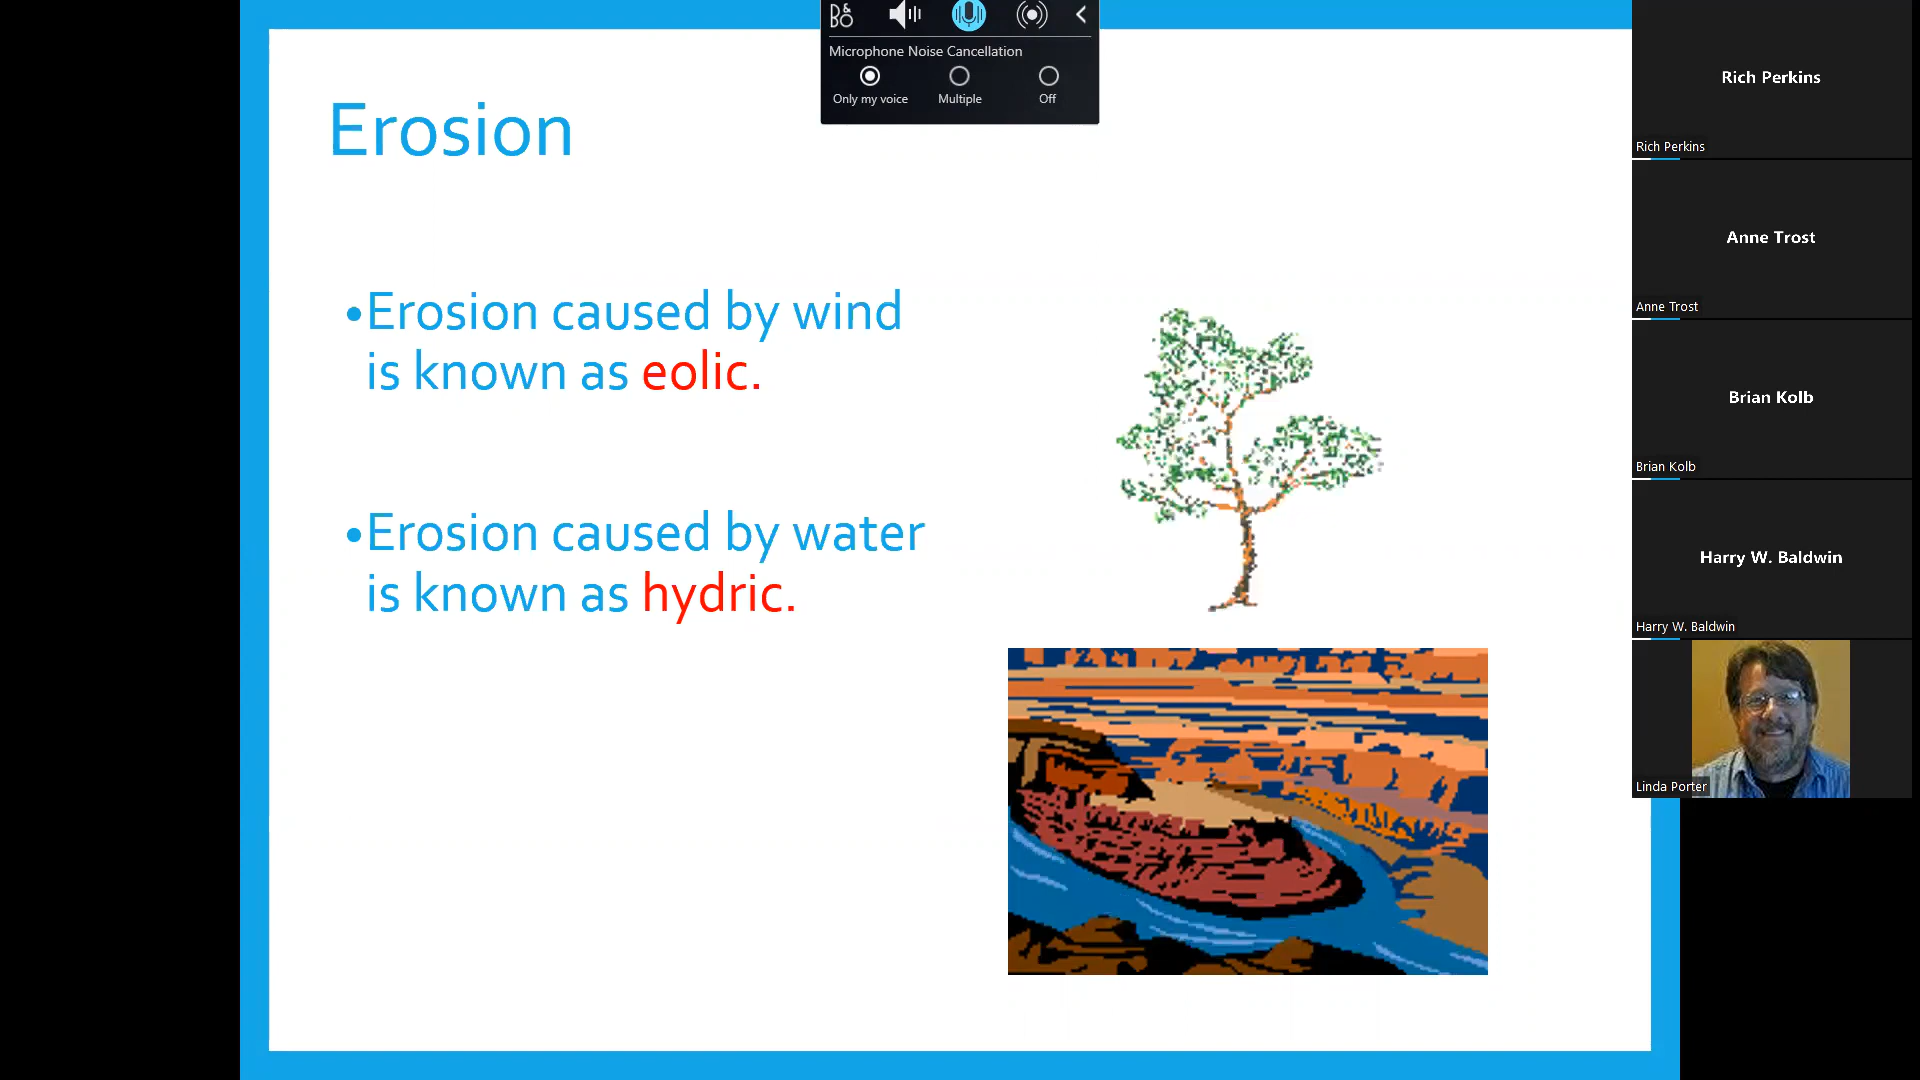 B&O
Microphone Noise Cancellation
Only my voice Multiple Off
Erosion
•Erosion caused by wind
is known as eolic.
•Erosion caused by water
is known as hydric.
Rich Perkins
Rich Perkins
Anne Trost
Anne Trost
Brian Kolb
Brian Kolb
Harry W. Baldwin
Harry W. Baldwin
Linda Porter